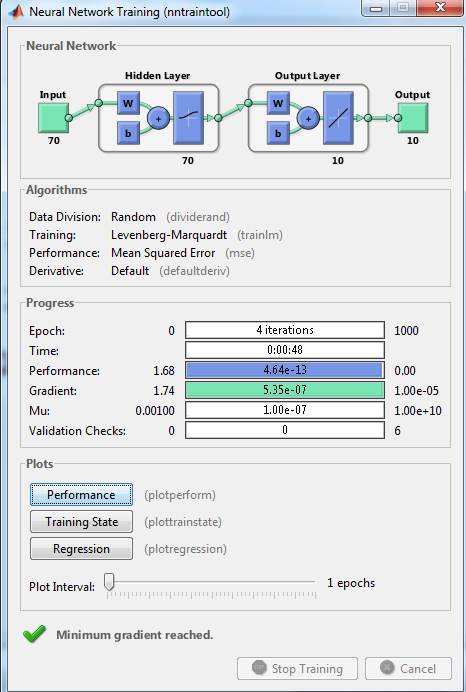 Neural Network Training (nntraintool)
Neural Network
Hidden Layer Output Layer
Input Output
W W
+ +
b b
70 70 10 10
Algorithms
Data Division: Random (dividerand)
Training: Levenberg-Marquardt (trainlm)
Performance: Mean Squared Error (mse)
Derivative: Default (defaultderiv)
Progress
Epoch: 0 4 iterations 1000
Time: 0:00:48
Performance: 1.68 4.64e-13 0.00
Gradient: 1.74 5.35e-07 1.00e-05
Mu: 0.00100 1.00e-07 1.00e+10
Validation Checks: 0 0 6
Plots
Performance (plotperform)
Training State (plottrainstate)
Regression (plotregression)
Plot Interval: 1 epochs
Minimum gradient reached.
Stop Training Cancel